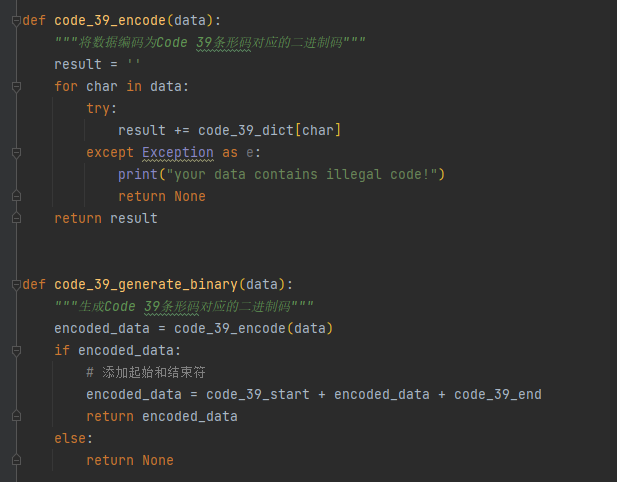 def code_39_encode(data):
    """将数据编码为Code 39条形码对应的二进制码"""
    result = ''
    for char in data:
        try:
            result += code_39_dict[char]
        except Exception as e:
            print("your data contains illegal code!")
            return None
    return result
def code_39_generate_binary(data):
    """生成Code 39条形码对应的二进制码"""
    encoded_data = code_39_encode(data)
    if encoded_data:
        # 添加起始和结束符
        encoded_data = code_39_start + encoded_data + code_39_end
        return encoded_data
    else:
        return None